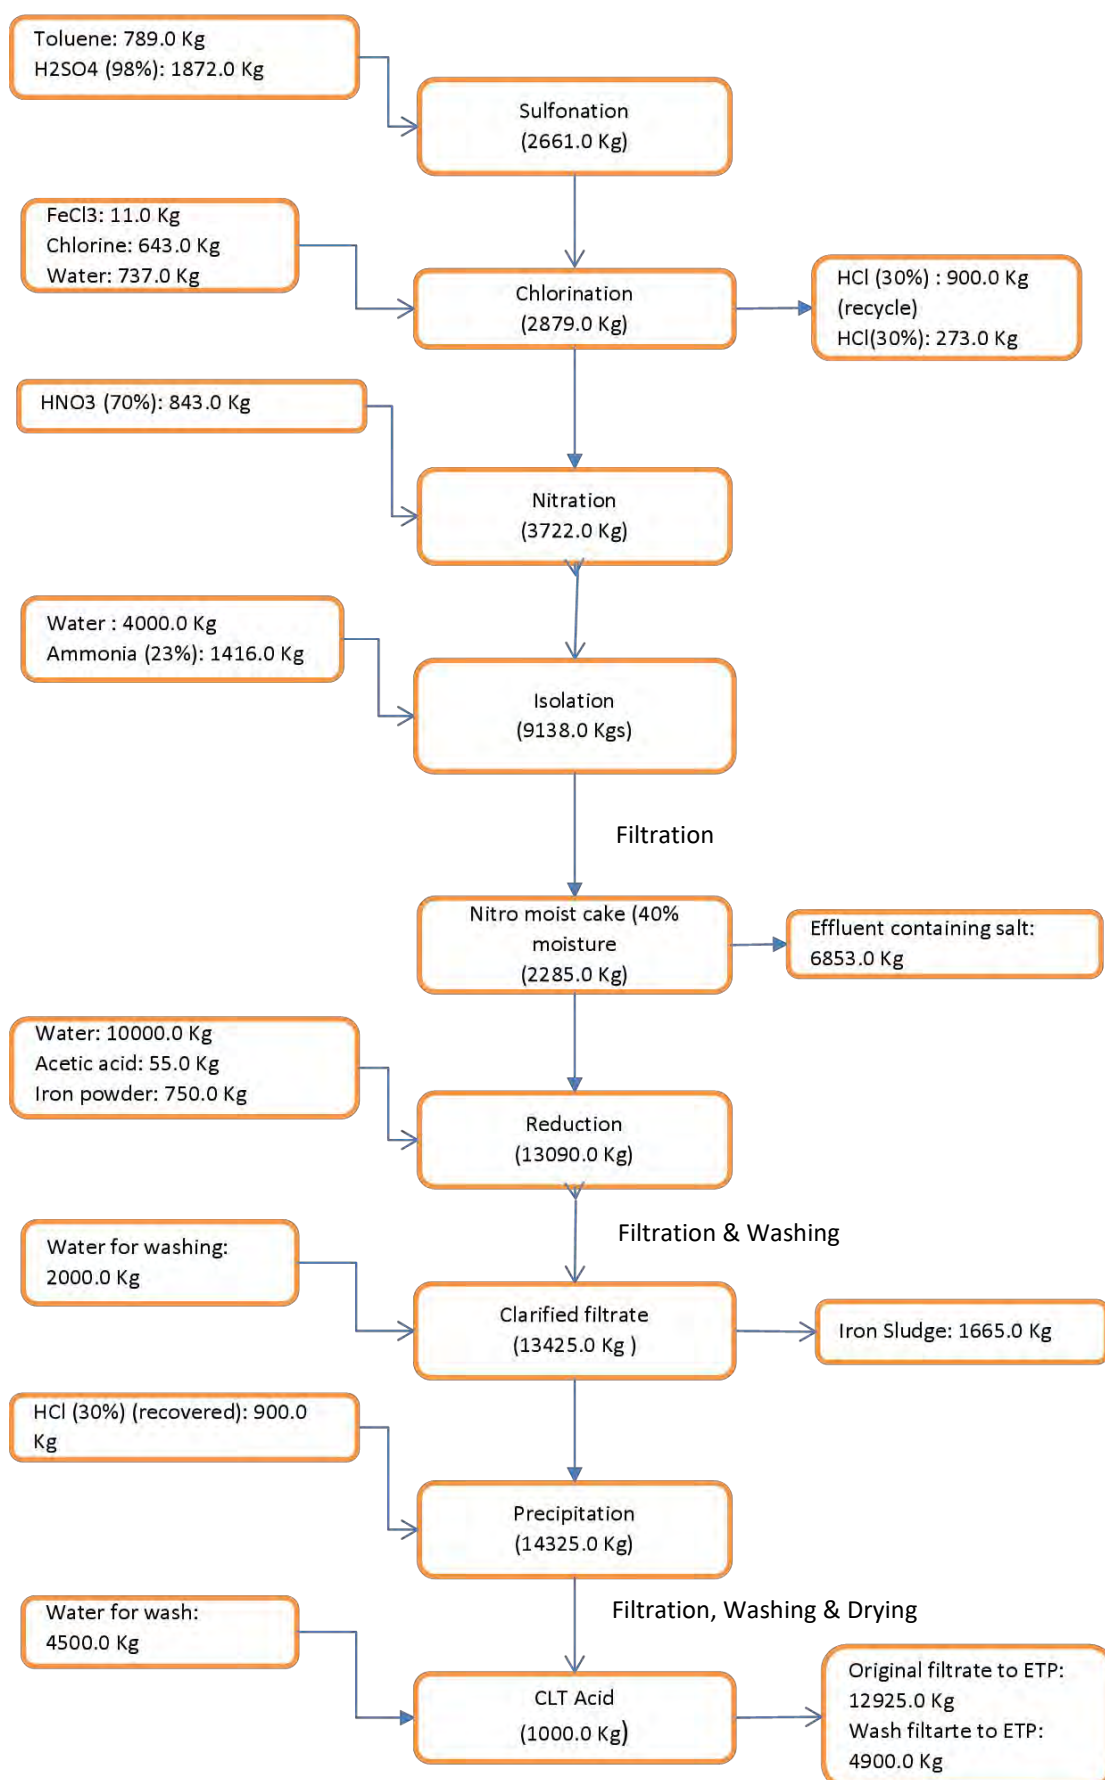 Toluene: 789.0 Kg
H2SO4 (98%): 1872.0 Kg
Sulfonation
(2661.0 Kg)
FeCl3: 11.0 Kg
Chlorine: 643.0 Kg
Water: 737.0 Kg
Chlorination
(2879.0 Kg)
HCl (30%) : 900.0 Kg
(recycle)
HCl(30%): 273.0 Kg
HNO3 (70%): 843.0 Kg
Nitration
(3722.0 Kg)
Water : 4000.0 Kg
Ammonia (23%): 1416.0 Kg
Isolation
(9138.0 Kgs)
Filtration
Nitro moist cake (40%
moisture
(2285.0 Kg)
Effluent containing salt:
6853.0 Kg
Water: 10000.0 Kg
Acetic acid: 55.0 Kg
Iron powder: 750.0 Kg
Reduction
(13090.0 Kg)
Filtration & Washing
Water for washing:
2000.0 Kg
Clarified filtrate
(13425.0 Kg )
Iron Sludge: 1665.0 Kg
HCl (30%) (recovered): 900.0
Kg
Precipitation
(14325.0 Kg)
Filtration, Washing & Drying
Water for wash:
4500.0 Kg
CLT Acid
(1000.0 Kg)
Original filtrate to ETP:
12925.0 Kg
Wash filtarte to ETP:
4900.0 Kg